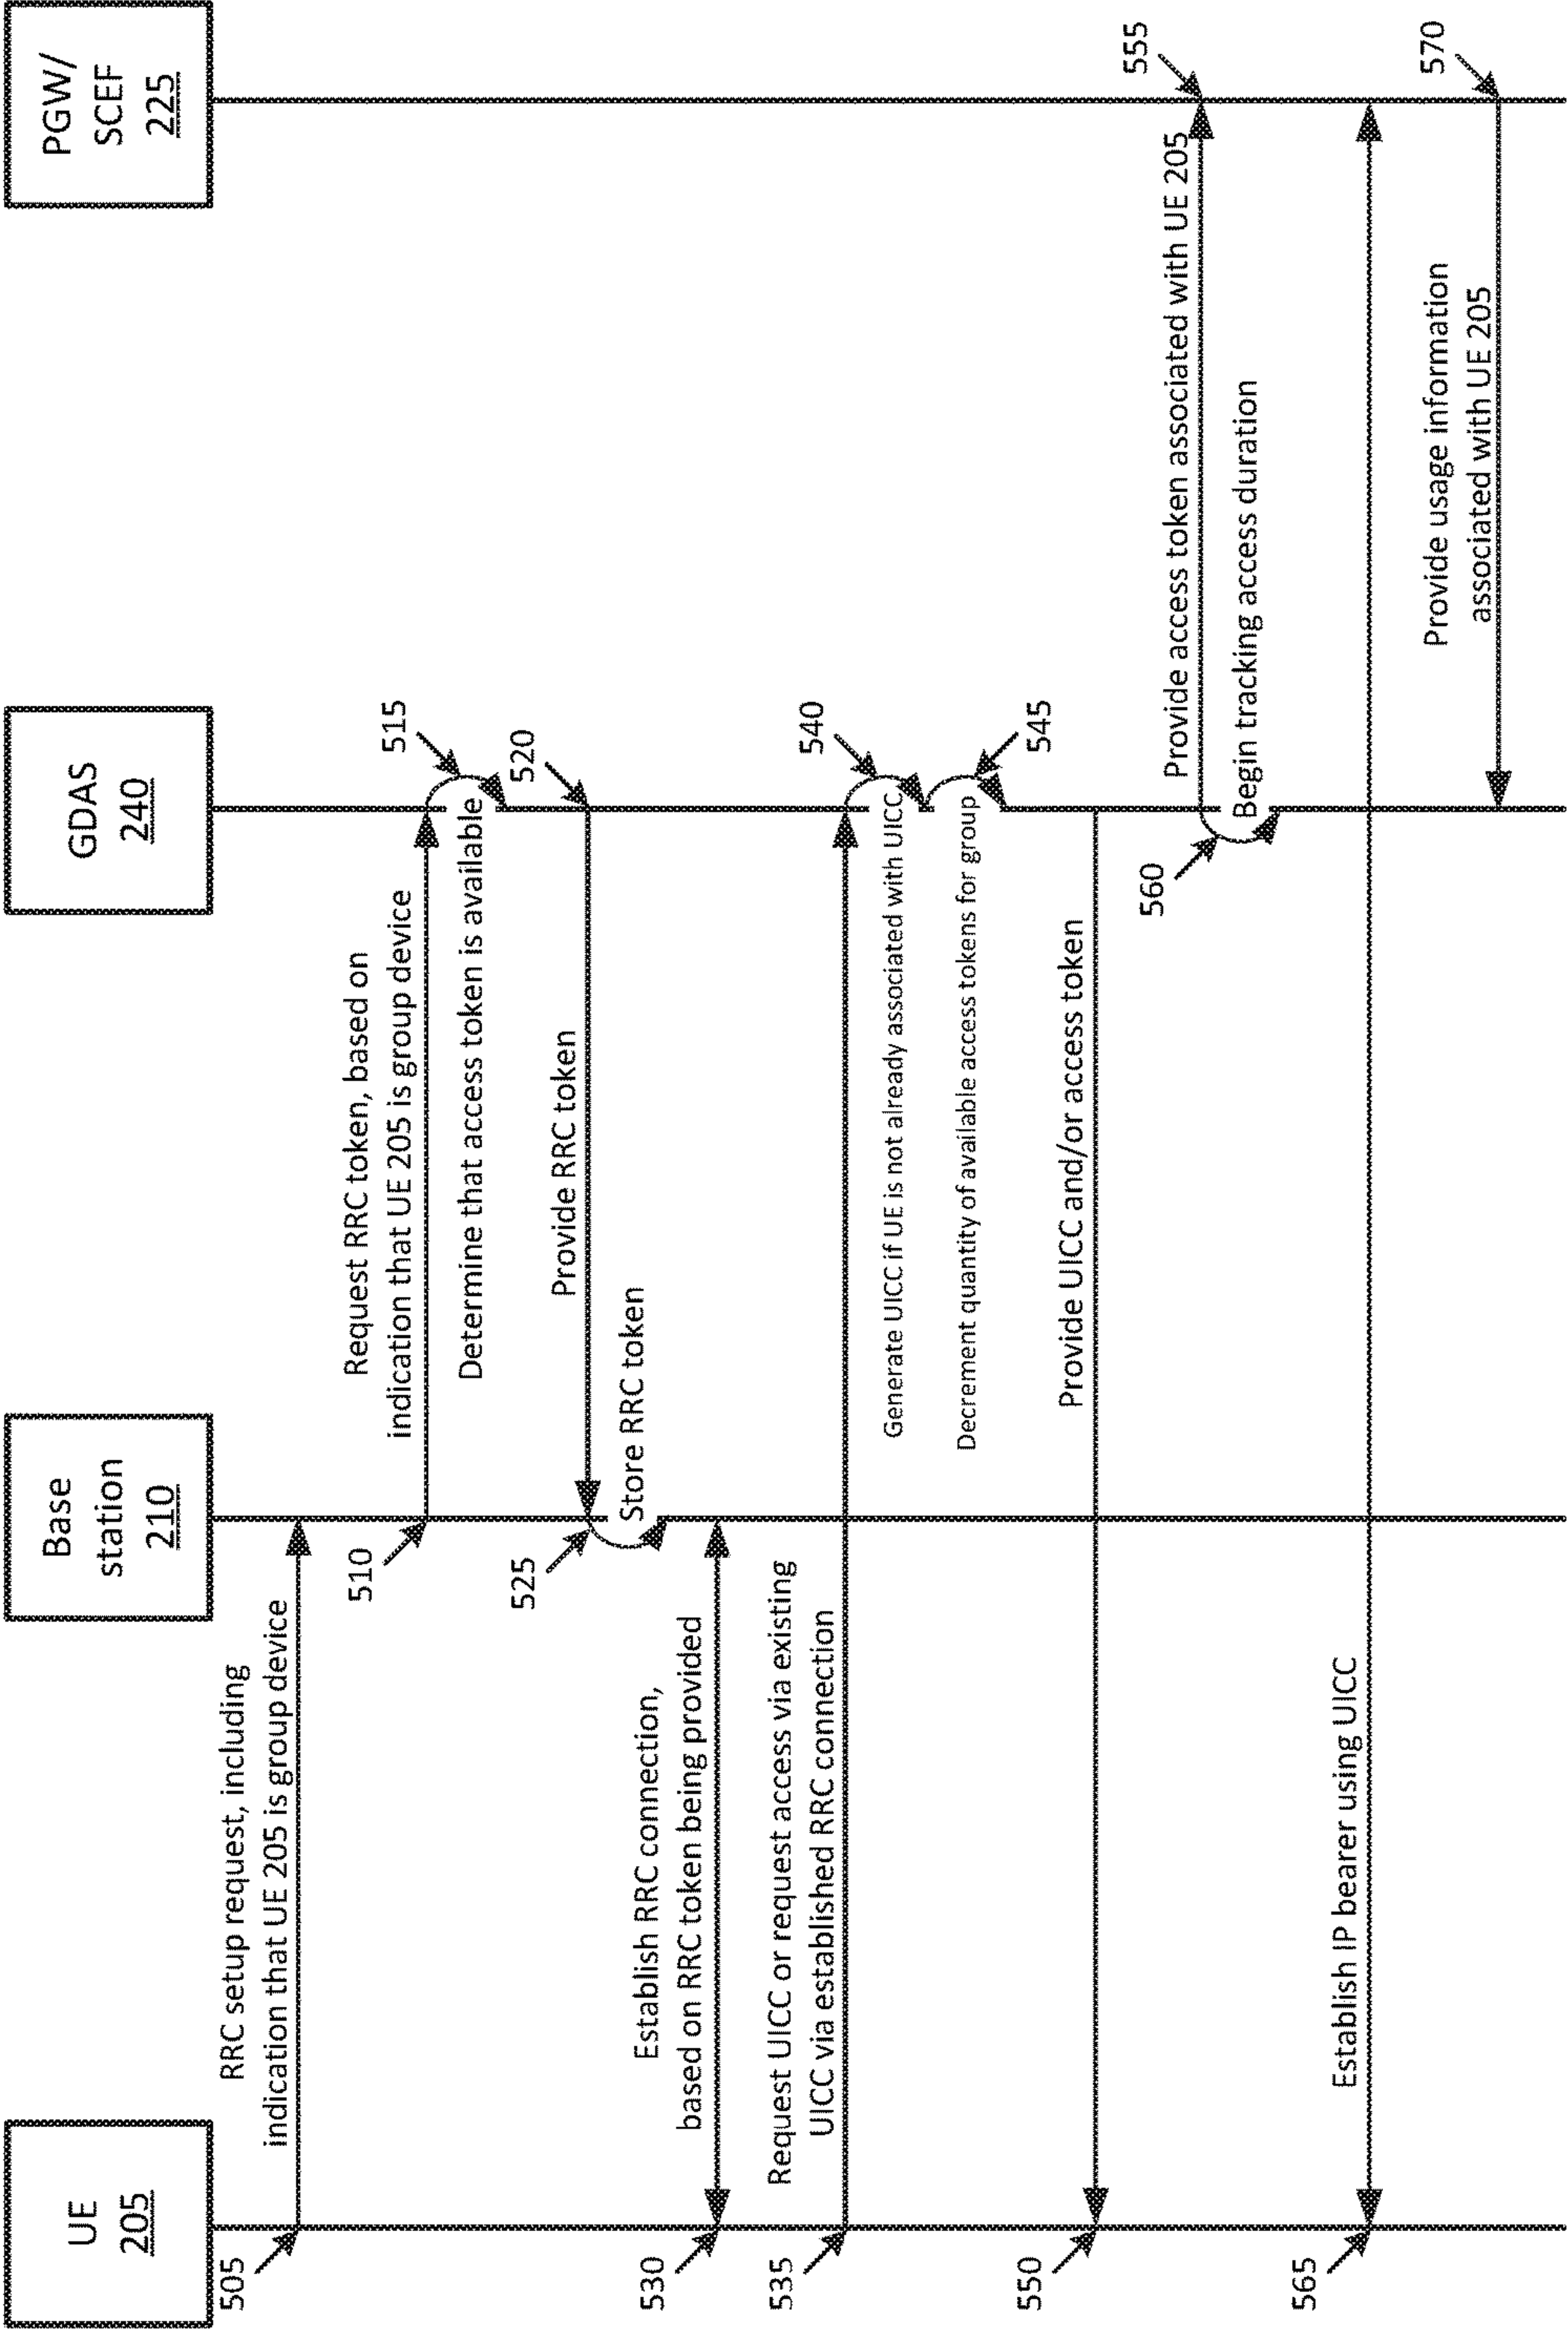 UE
205
Base
station
210
GDAS
240
PGW/
SCEF
225
505
RRC setup request, including
indication that UE 205 is group device
510
Request RRC token, based on
indication that UE 205 is group device
515
Determine that access token is available
520
Provide RRC token
525
Store RRC token
530
Establish RRC connection,
based on RRC token being provided
535
Request UICC or request access via existing
UICC via established RRC connection
540
Generate UICC if UE is not already associated with UICC
545
Decrement quantity of available access tokens for group
550
Provide UICC and/or access token
555
Provide access token associated with UE 205
560
Begin tracking access duration
565
Establish IP bearer using UICC
570
Provide usage information
associated with UE 205